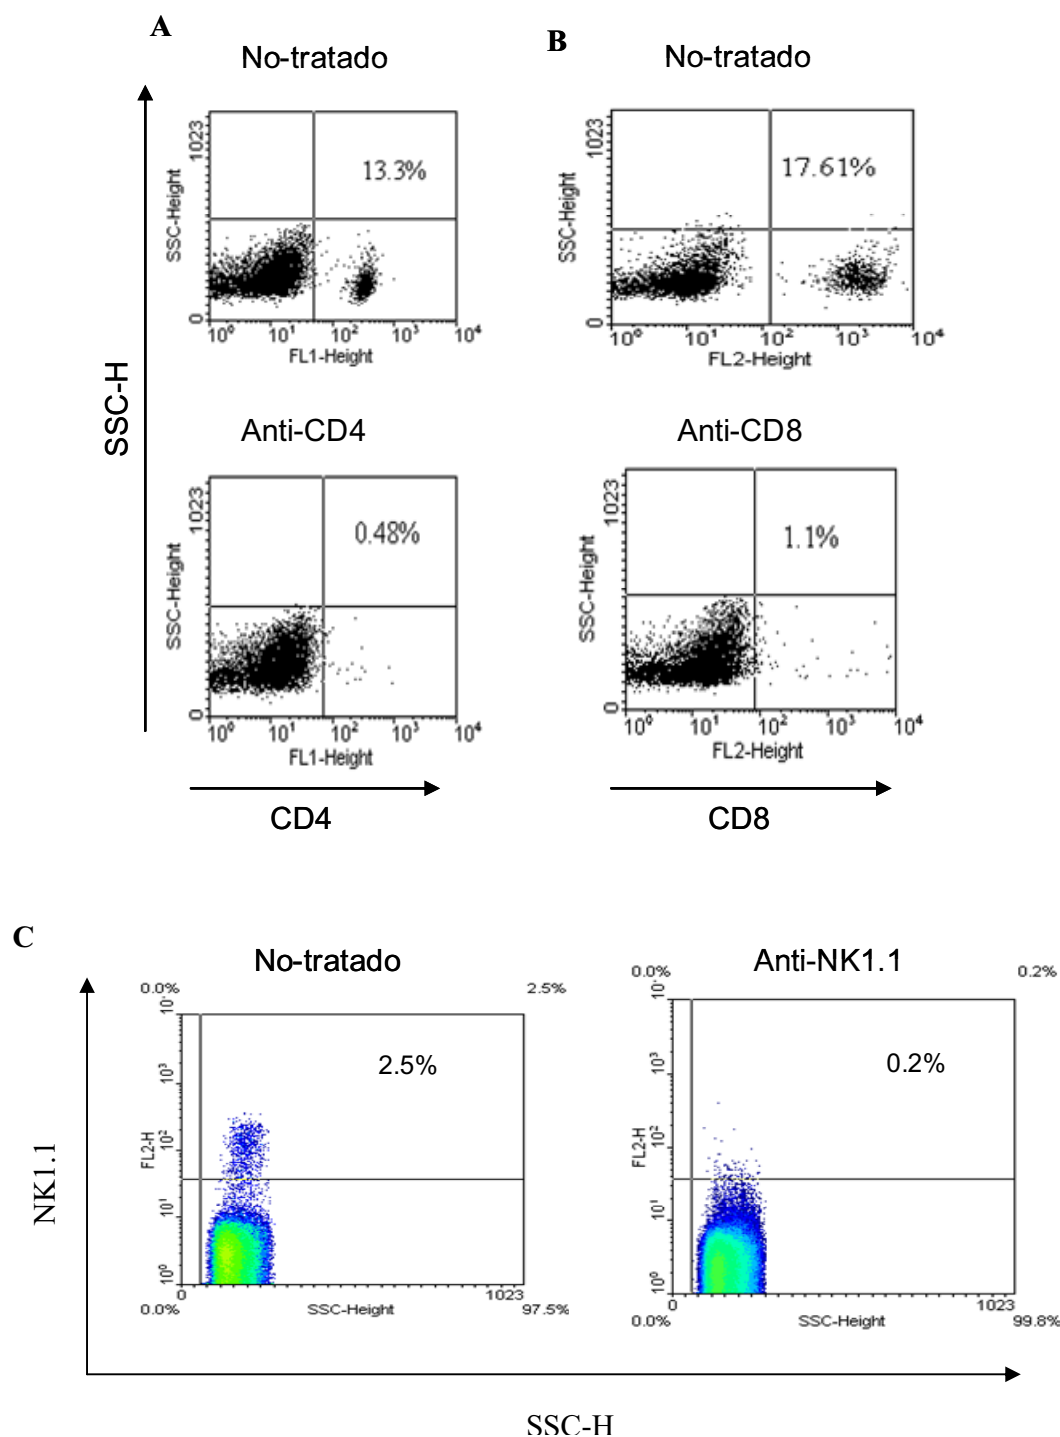 A
B
No-tratado
No-tratado
1023
SSC-Height
0
13.3%
10⁰ 10¹ 10² 10³ 10⁴
FL1-Height
1023
SSC-Height
0
17.61%
10⁰ 10¹ 10² 10³ 10⁴
FL2-Height
SSC-H
Anti-CD4
Anti-CD8
1023
SSC-Height
0
0.48%
10⁰ 10¹ 10² 10³ 10⁴
FL1-Height
1023
SSC-Height
0
1.1%
10⁰ 10¹ 10² 10³ 10⁴
FL2-Height
CD4
CD8
C
No-tratado
Anti-NK1.1
0.0%
2.5%
2.5%
10³
10²
10¹
10⁰
FL2-H
0
1023
SSC-Height
0.0%
97.5%
0.0%
0.2%
0.2%
10³
10²
10¹
10⁰
FL2-H
0
1023
SSC-Height
0.0%
99.8%
NK1.1
SSC-H